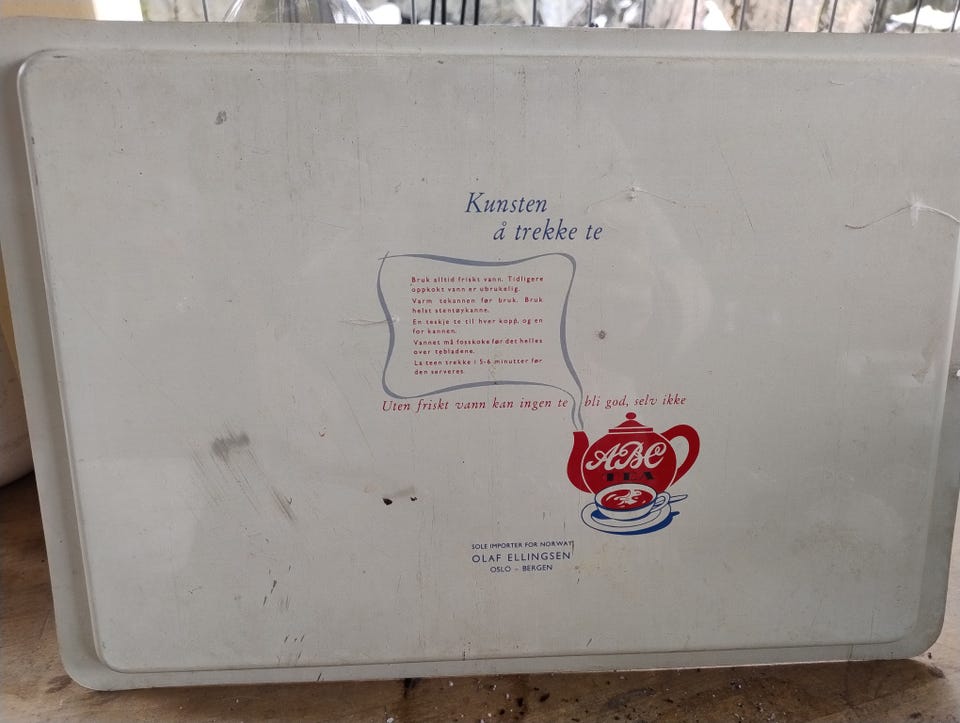 Kunsten
å trekke te
Bruk alltid friskt vann. Tidligere
oppkokt vann er ubrukelig.
Varm tekannen før bruk. Bruk
helst stentøykanne.
En teskje te til hver kopp, og en
for kannen.
Vannet må fosskoke før det helles
over tebladene.
La teen trekke i 5-6 minutter før
den serveres.
Uten friskt vann kan ingen te bli god, selv ikke
ABC
TEA
SOLE IMPORTER FOR NORWAY
OLAF ELLINGSEN
OSLO - BERGEN